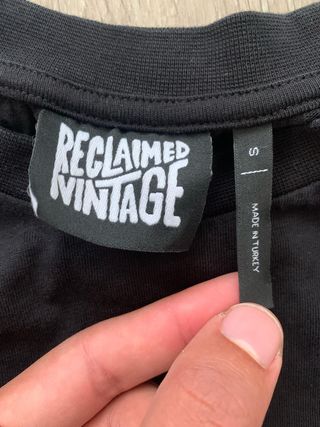 RECLAIMED
VINTAGE
S
MADE IN TURKEY